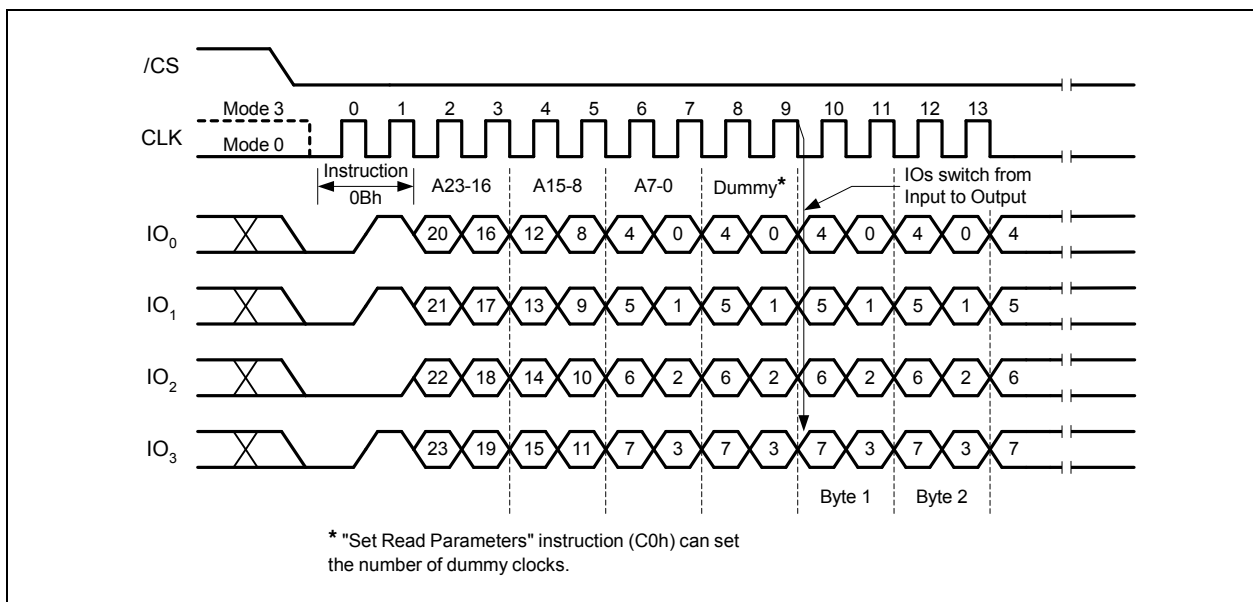 /CS
Mode 3 0 1 2 3 4 5 6 7 8 9 10 11 12 13
CLK
Mode 0
Instruction
0Bh
A23-16 A15-8 A7-0 Dummy*
IOs switch from
Input to Output
IO0 20 16 12 8 4 0 4 0 4 0 4 0 4
IO1 21 17 13 9 5 1 5 1 5 1 5 1 5
IO2 22 18 14 10 6 2 6 2 6 2 6 2 6
IO3 23 19 15 11 7 3 7 3 7 3 7 3 7
Byte 1 Byte 2
* "Set Read Parameters" instruction (C0h) can set
the number of dummy clocks.